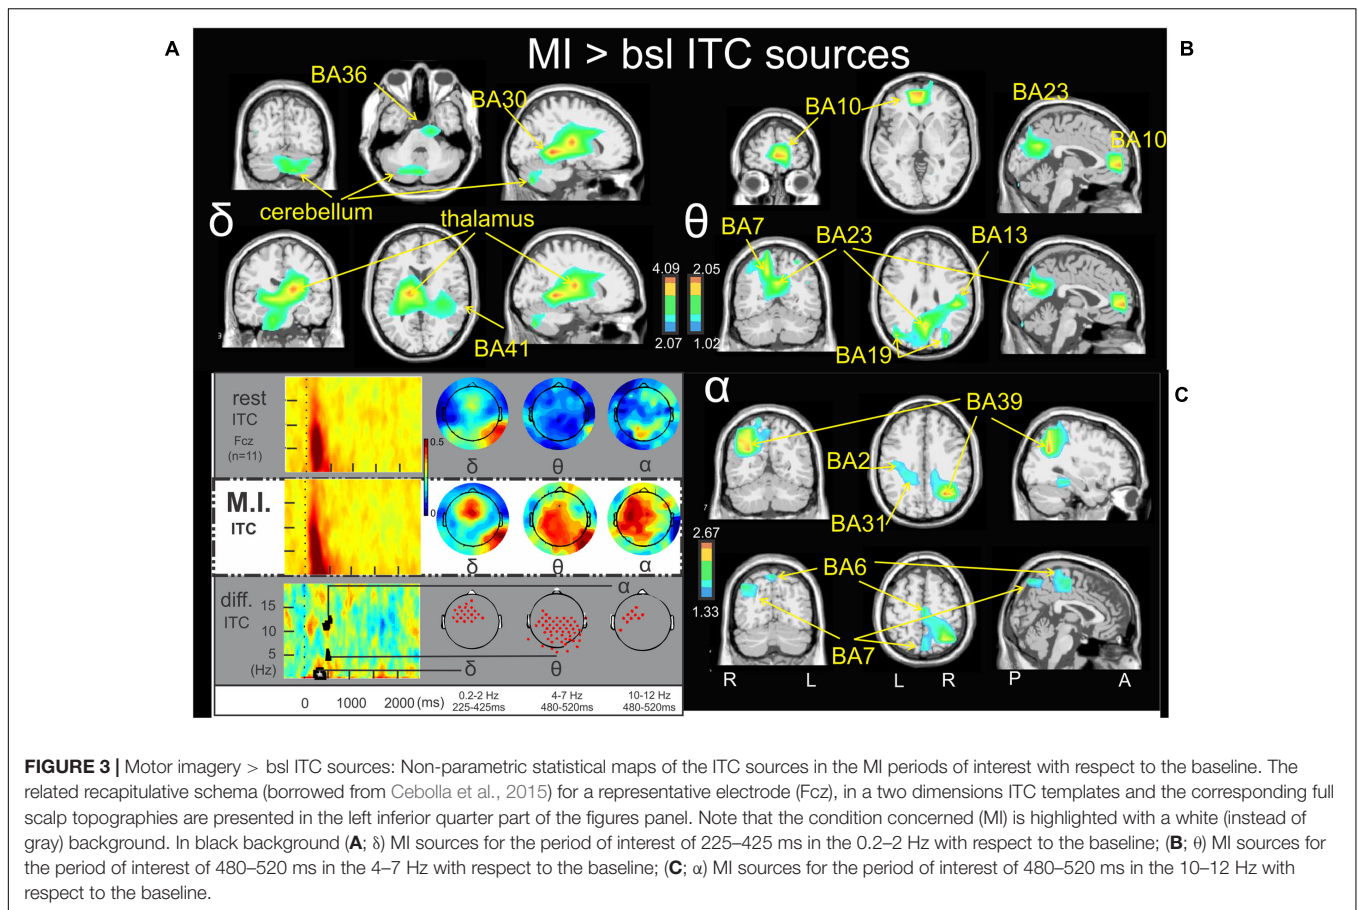 A
MI > bsl ITC sources
B
BA36
BA30
cerebellum
thalamus
δ
BA41
BA10
BA23
BA10
θ
BA7
BA23
BA13
BA19
4.09 2.05
2.07 1.02
rest
ITC
Fcz
(n=11)
0.5
0
δ θ α
M.I.
ITC
δ θ α
diff.
ITC
15
10
5
(Hz)
α
δ θ
0 1000 2000 (ms)
0.2-2 Hz
225-425ms
4-7 Hz
480-520ms
10-12 Hz
480-520ms
C
α
BA39
BA2
BA31
2.67
1.33
BA6
BA7
R L L R P A
FIGURE 3 | Motor imagery > bsl ITC sources: Non-parametric statistical maps of the ITC sources in the MI periods of interest with respect to the baseline. The
related recapitulative schema (borrowed from Cebolla et al., 2015) for a representative electrode (Fcz), in a two dimensions ITC templates and the corresponding full
scalp topographies are presented in the left inferior quarter part of the figures panel. Note that the condition concerned (MI) is highlighted with a white (instead of
gray) background. In black background (A; δ) MI sources for the period of interest of 225–425 ms in the 0.2–2 Hz with respect to the baseline; (B; θ) MI sources for
the period of interest of 480–520 ms in the 4–7 Hz with respect to the baseline; (C; α) MI sources for the period of interest of 480–520 ms in the 10–12 Hz with
respect to the baseline.